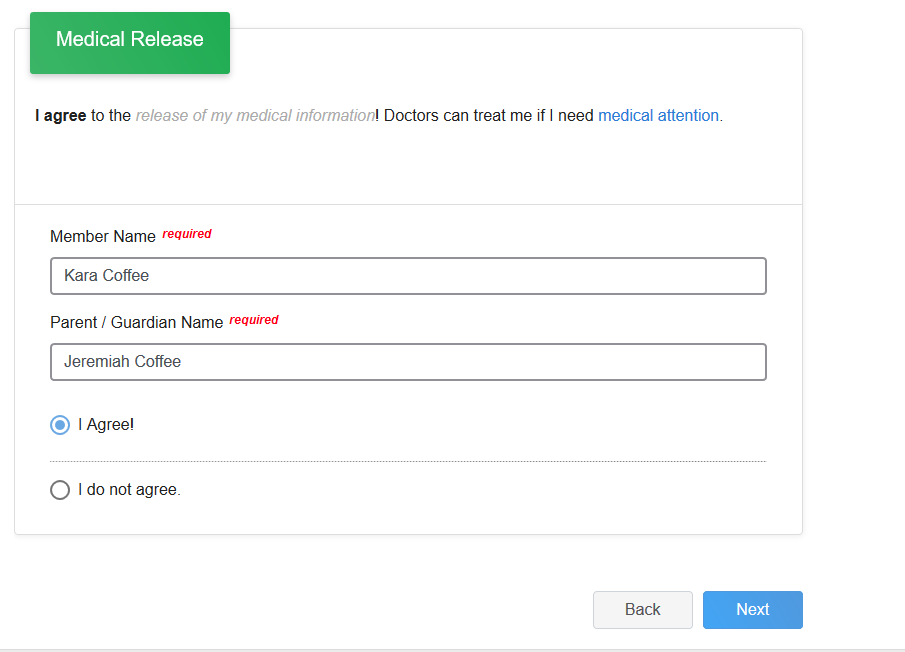 Medical Release
I agree to the release of my medical information! Doctors can treat me if I need medical attention.
Member Name required
Kara Coffee
Parent / Guardian Name required
Jeremiah Coffee
I Agree!
I do not agree.
Back Next